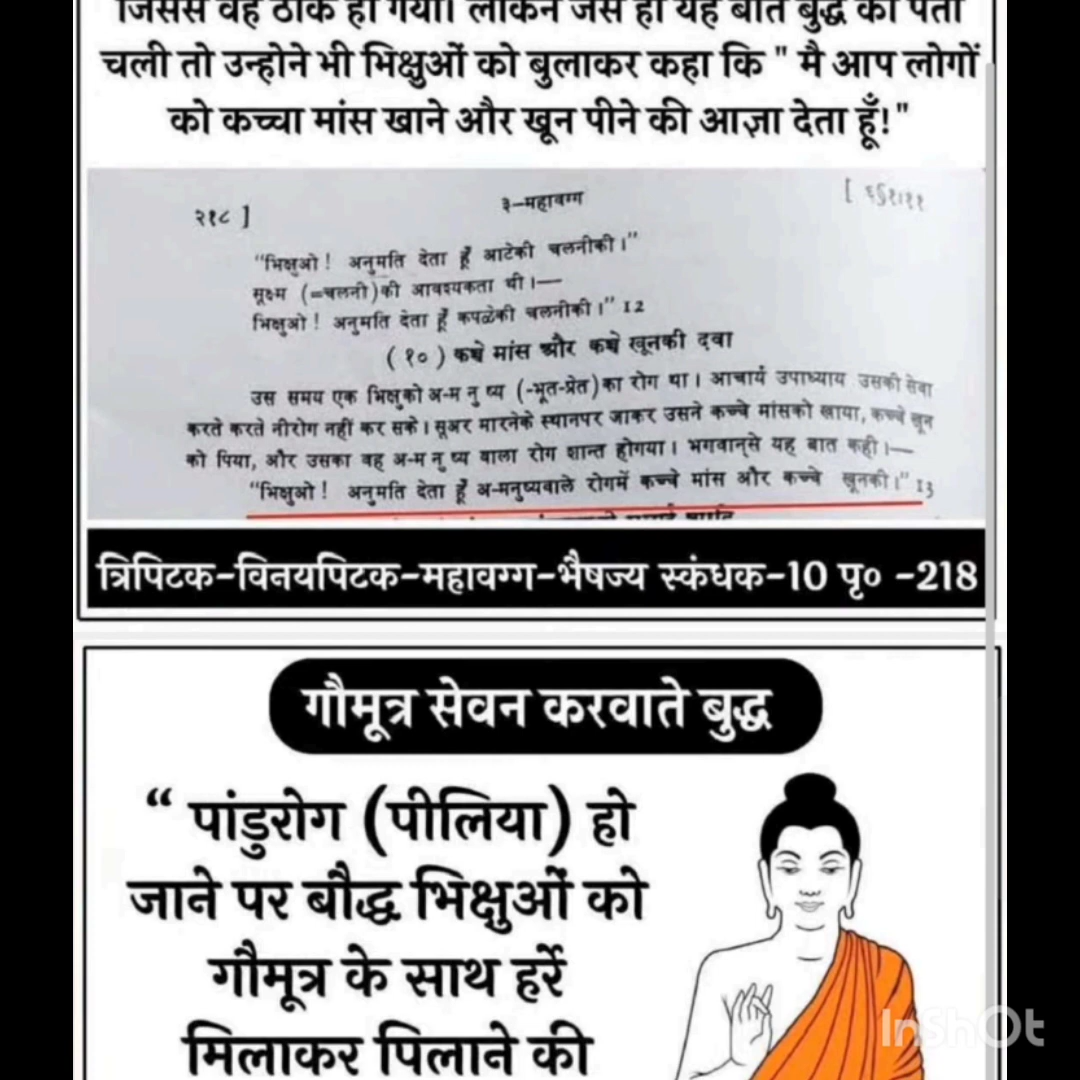 जिससे वह ठीक हो गया। लेकिन जैसे ही यह बात बुद्ध को पता
चली तो उन्होने भी भिक्षुओं को बुलाकर कहा कि " मै आप लोगों
को कच्चा मांस खाने और खून पीने की आज्ञा देता हूँ!"
२१८ ]
३-महावग्ग
[ ६§१।११
“भिक्षुओ ! अनुमति देता हूँ आटेकी चलनीकी।”
सूक्ष्म (=चलनी)की आवश्यकता थी।—
भिक्षुओ ! अनुमति देता हूँ कपळेकी चलनीकी।” 12
( १० ) कच्चे मांस और कच्चे खूनकी दवा
उस समय एक भिक्षुको अ-म नु ष्य (-भूत-प्रेत)का रोग था। आचार्य उपाध्याय उसकी सेवा
करते करते नीरोग नहीं कर सके। सूअर मारनेके स्थानपर जाकर उसने कच्चे मांसको खाया, कच्चे खून
को पिया, और उसका वह अ-म नु ष्य वाला रोग शान्त होगया। भगवान्‌से यह बात कही।—
“भिक्षुओ ! अनुमति देता हूँ अ-मनुष्यवाले रोगमें कच्चे मांस और कच्चे खूनकी।” 13
त्रिपिटक-विनयपिटक-महावग्ग-भैषज्य स्कंधक-10 पृ० -218
गौमूत्र सेवन करवाते बुद्ध
“ पांडुरोग (पीलिया) हो
जाने पर बौद्ध भिक्षुओं को
गौमूत्र के साथ हर्रे
मिलाकर पिलाने की
InShOt